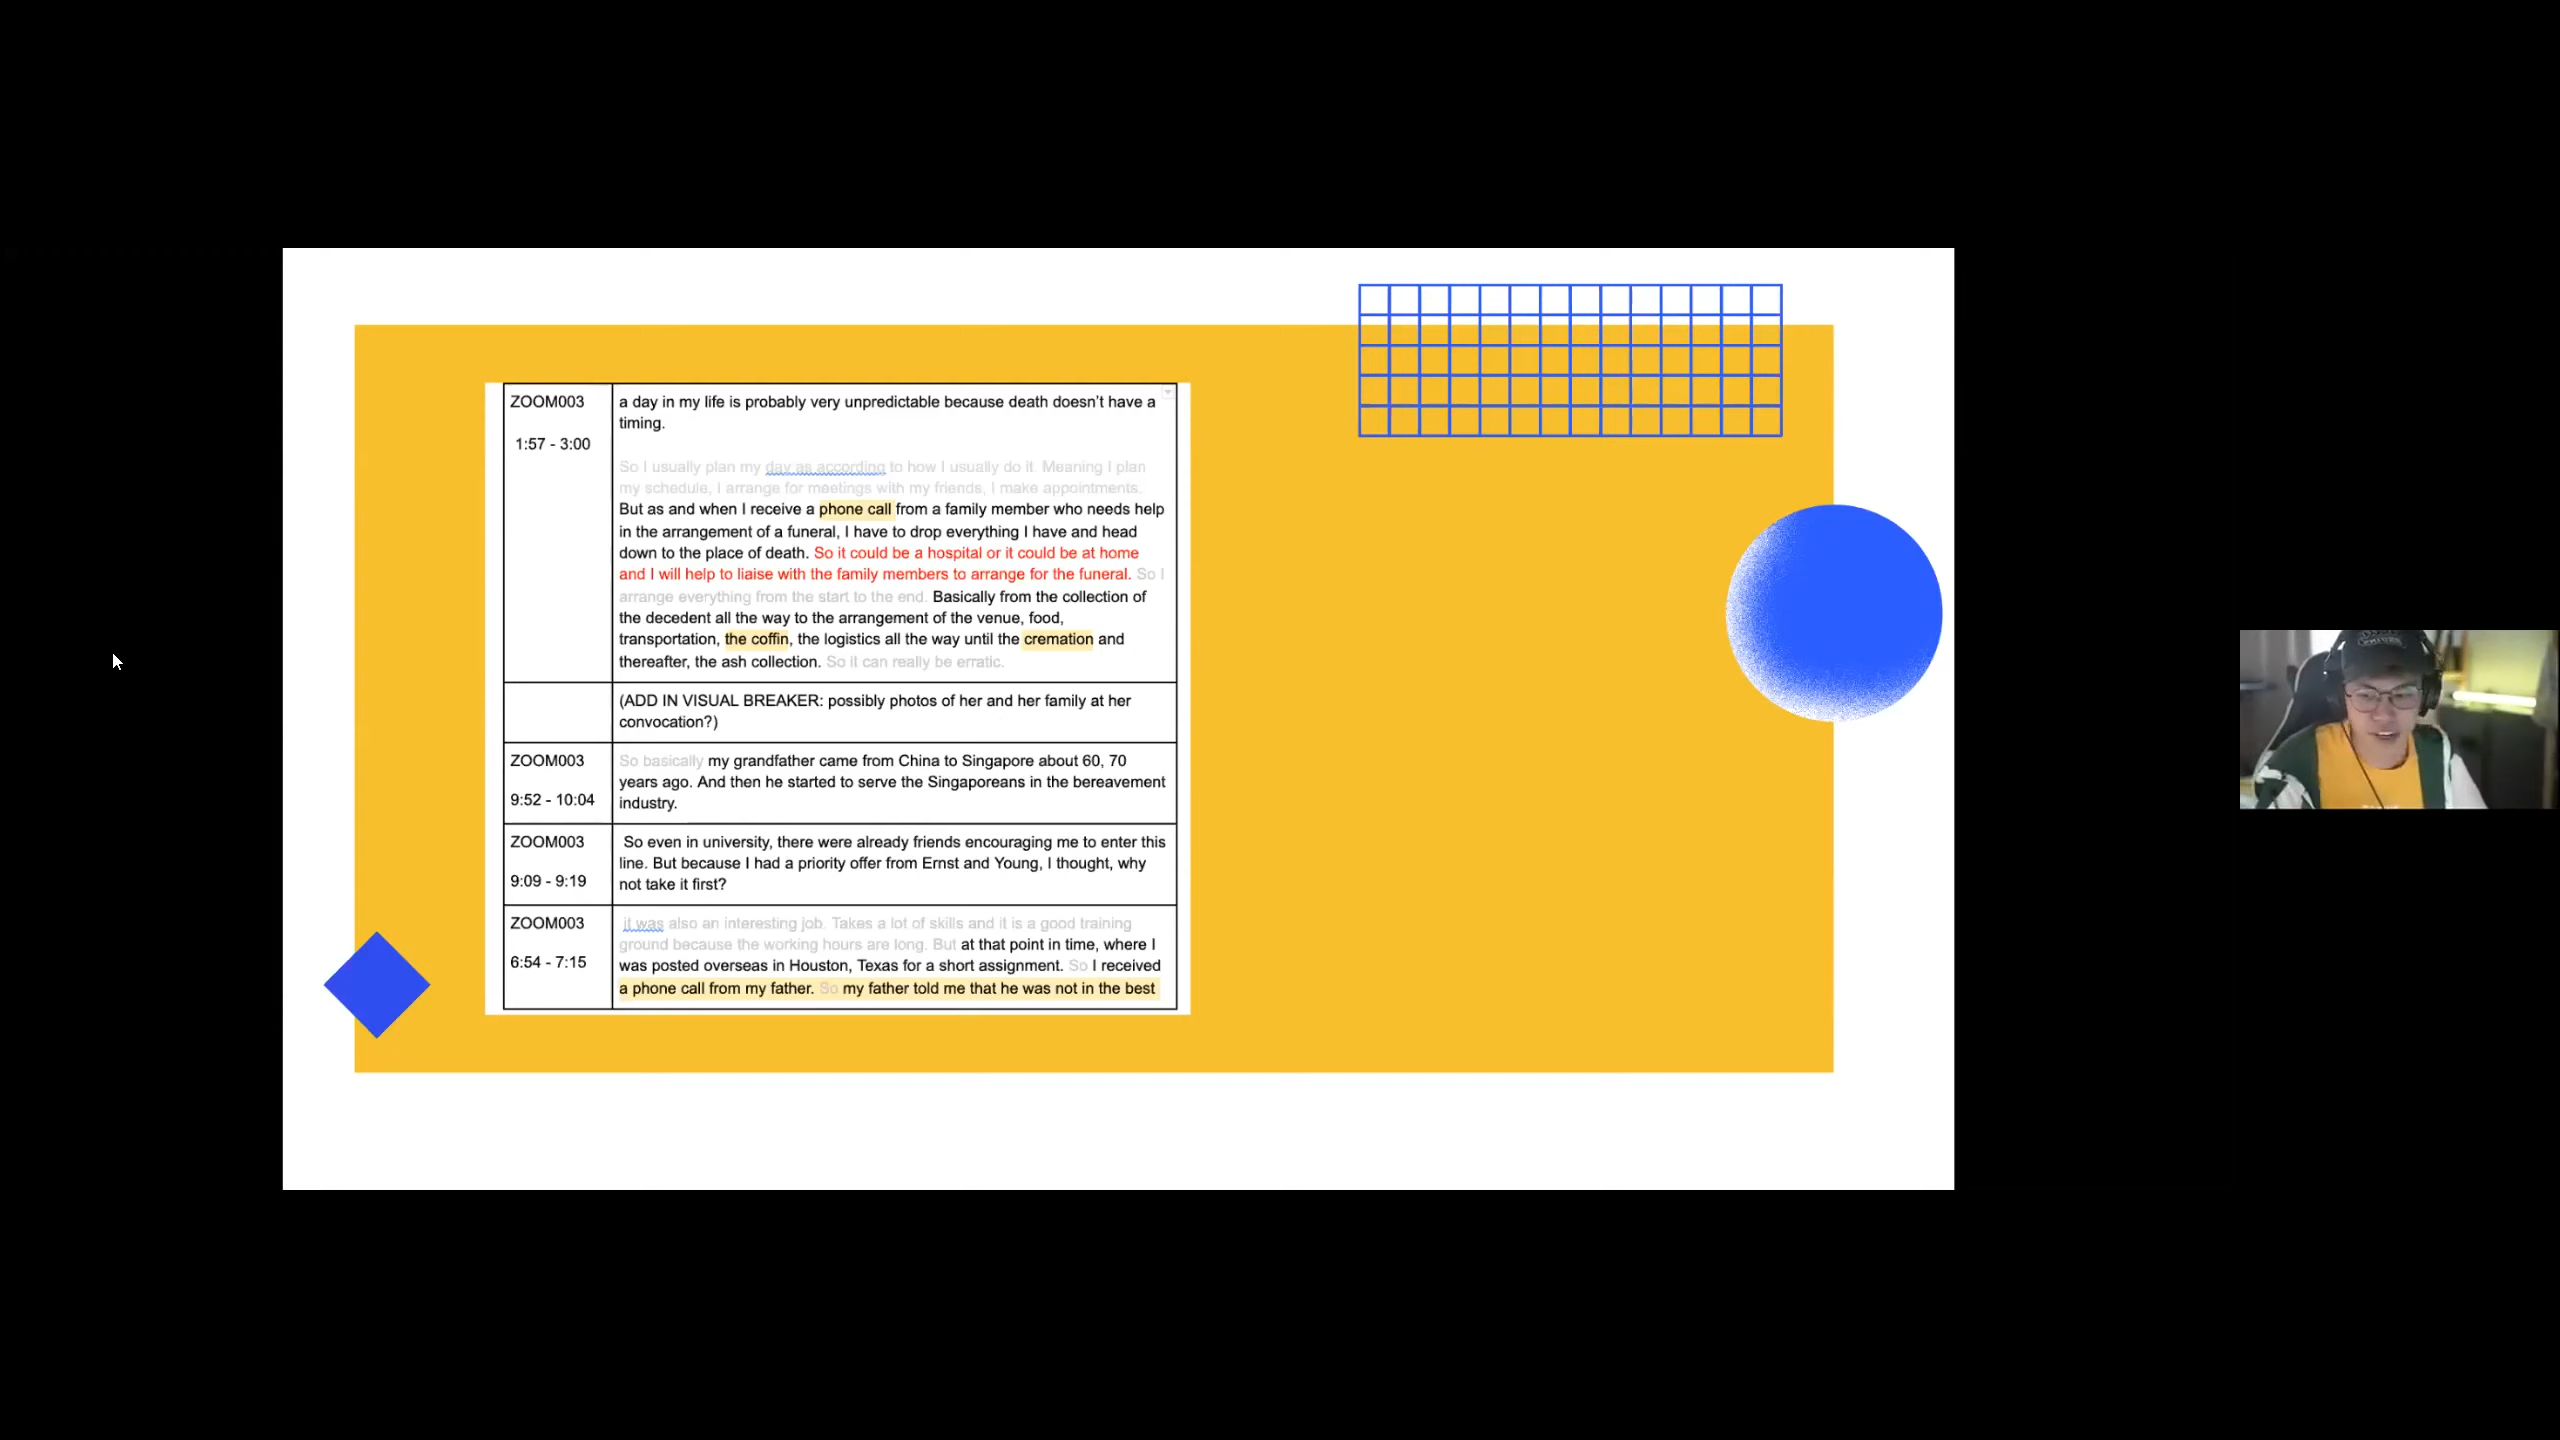 ZOOM003
1:57 - 3:00
a day in my life is probably very unpredictable because death doesn't have a
timing.
So I usually plan my day as according to how I usually do it. Meaning I plan
my schedule, I arrange for meetings with my friends, I make appointments.
But as and when I receive a phone call from a family member who needs help
in the arrangement of a funeral, I have to drop everything I have and head
down to the place of death. So it could be a hospital or it could be at home
and I will help to liaise with the family members to arrange for the funeral. So I
arrange everything from the start to the end. Basically from the collection of
the decedent all the way to the arrangement of the venue, food,
transportation, the coffin, the logistics all the way until the cremation and
thereafter, the ash collection. So it can really be erratic.
(ADD IN VISUAL BREAKER: possibly photos of her and her family at her
convocation?)
ZOOM003
9:52 - 10:04
So basically my grandfather came from China to Singapore about 60, 70
years ago. And then he started to serve the Singaporeans in the bereavement
industry.
ZOOM003
9:09 - 9:19
So even in university, there were already friends encouraging me to enter this
line. But because I had a priority offer from Ernst and Young, I thought, why
not take it first?
ZOOM003
6:54 - 7:15
it was also an interesting job. Takes a lot of skills and it is a good training
ground because the working hours are long. But at that point in time, where I
was posted overseas in Houston, Texas for a short assignment. So I received
a phone call from my father. So my father told me that he was not in the best